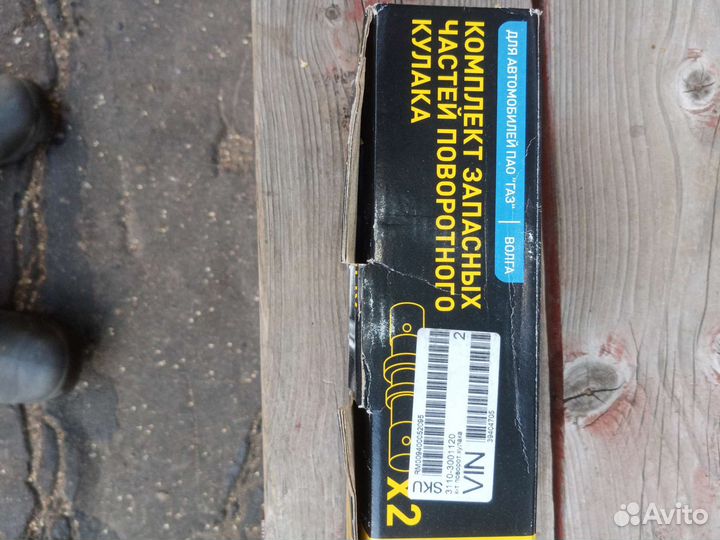 ДЛЯ АВТОМОБИЛЕЙ ПАО "ГАЗ" | ВОЛГА
КОМПЛЕКТ ЗАПАСНЫХ
ЧАСТЕЙ ПОВОРОТНОГО
КУЛАКА
x2
VIN
2
3110-3001120
SKU
Avito